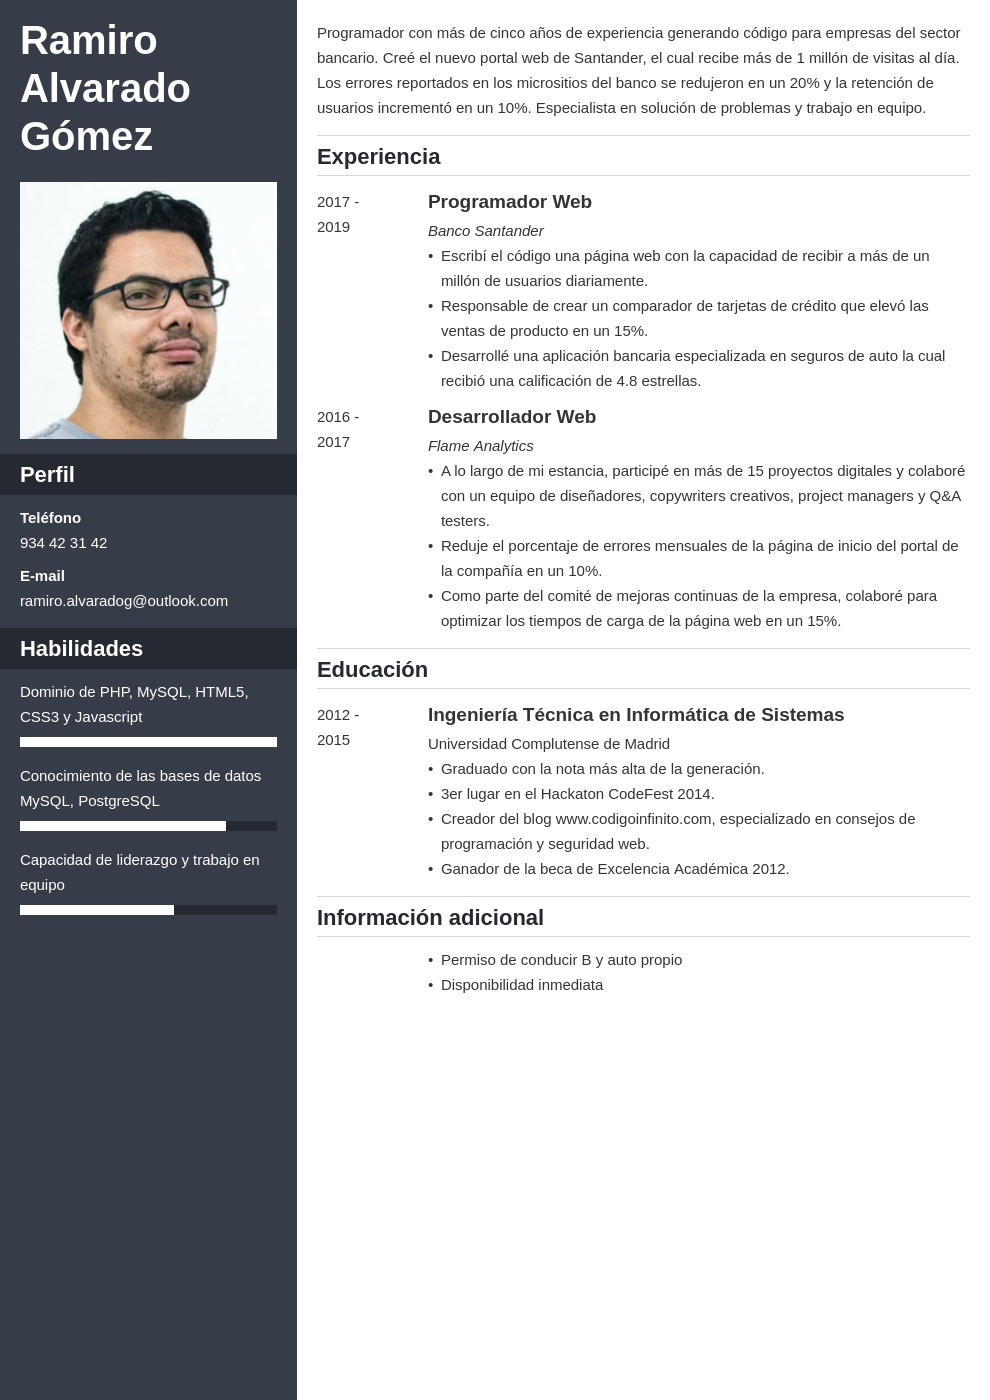 Ramiro
Alvarado
Gómez
Perfil
Teléfono
934 42 31 42
E-mail
ramiro.alvaradog@outlook.com
Habilidades
Dominio de PHP, MySQL, HTML5,
CSS3 y Javascript
Conocimiento de las bases de datos
MySQL, PostgreSQL
Capacidad de liderazgo y trabajo en
equipo
Programador con más de cinco años de experiencia generando código para empresas del sector
bancario. Creé el nuevo portal web de Santander, el cual recibe más de 1 millón de visitas al día.
Los errores reportados en los micrositios del banco se redujeron en un 20% y la retención de
usuarios incrementó en un 10%. Especialista en solución de problemas y trabajo en equipo.
Experiencia
2017 -
2019
Programador Web
Banco Santander
• Escribí el código una página web con la capacidad de recibir a más de un
millón de usuarios diariamente.
• Responsable de crear un comparador de tarjetas de crédito que elevó las
ventas de producto en un 15%.
• Desarrollé una aplicación bancaria especializada en seguros de auto la cual
recibió una calificación de 4.8 estrellas.
2016 -
2017
Desarrollador Web
Flame Analytics
• A lo largo de mi estancia, participé en más de 15 proyectos digitales y colaboré
con un equipo de diseñadores, copywriters creativos, project managers y Q&A
testers.
• Reduje el porcentaje de errores mensuales de la página de inicio del portal de
la compañía en un 10%.
• Como parte del comité de mejoras continuas de la empresa, colaboré para
optimizar los tiempos de carga de la página web en un 15%.
Educación
2012 -
2015
Ingeniería Técnica en Informática de Sistemas
Universidad Complutense de Madrid
• Graduado con la nota más alta de la generación.
• 3er lugar en el Hackaton CodeFest 2014.
• Creador del blog www.codigoinfinito.com, especializado en consejos de
programación y seguridad web.
• Ganador de la beca de Excelencia Académica 2012.
Información adicional
• Permiso de conducir B y auto propio
• Disponibilidad inmediata